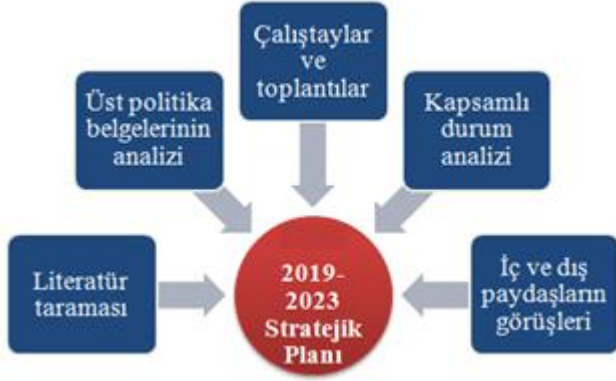 Çalıştaylar
ve
toplantılar
Üst politika
belgelerinin
analizi
Kapsamlı
durum
analizi
Literatür
taraması
2019-
2023
Stratejik
Planı
İç ve dış
paydaşların
görüşleri